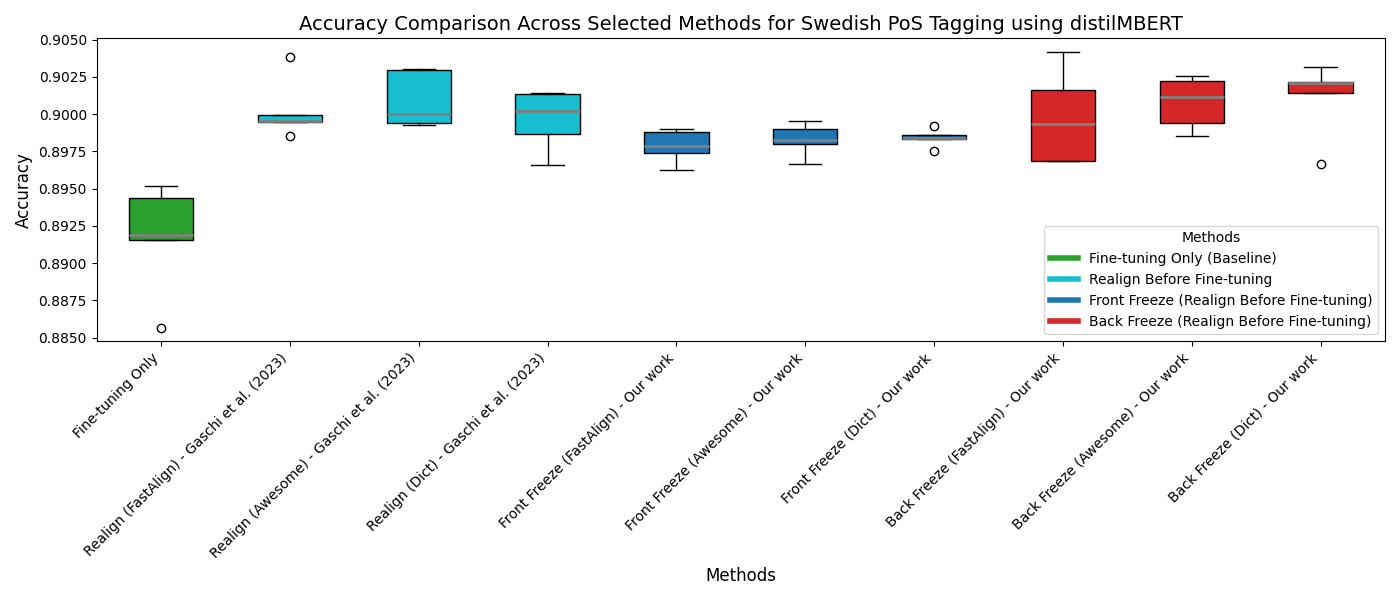 Accuracy Comparison Across Selected Methods for Swedish PoS Tagging using distilMBERT
Accuracy
0.9050
0.9025
0.9000
0.8975
0.8950
0.8925
0.8900
0.8875
0.8850
Methods
Fine-tuning Only (Baseline)
Realign Before Fine-tuning
Front Freeze (Realign Before Fine-tuning)
Back Freeze (Realign Before Fine-tuning)
Fine-tuning Only
Realign (FastAlign) - Gaschi et al. (2023)
Realign (Awesome) - Gaschi et al. (2023)
Realign (Dict) - Gaschi et al. (2023)
Front Freeze (FastAlign) - Our work
Front Freeze (Awesome) - Our work
Front Freeze (Dict) - Our work
Back Freeze (FastAlign) - Our work
Back Freeze (Awesome) - Our work
Back Freeze (Dict) - Our work
Methods